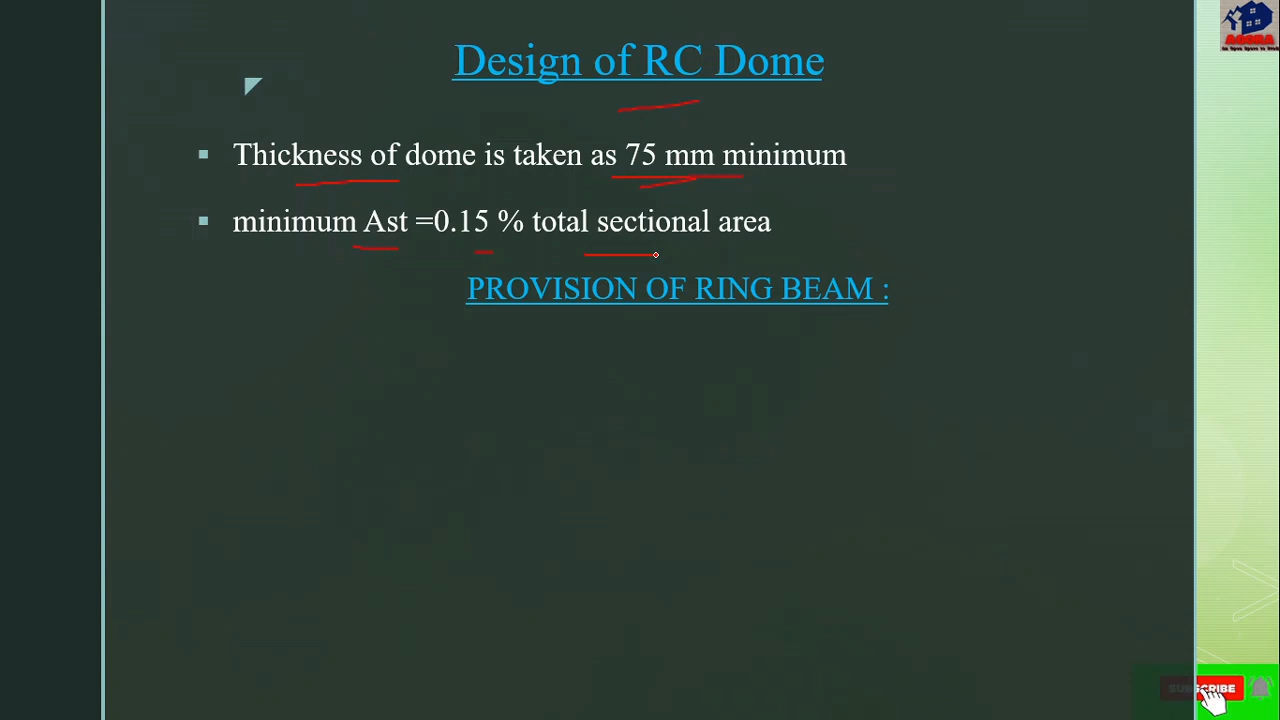 Design of RC Dome
Thickness of dome is taken as 75 mm minimum
minimum Ast =0.15 % total sectional area
PROVISION OF RING BEAM :
SUBSCRIBE